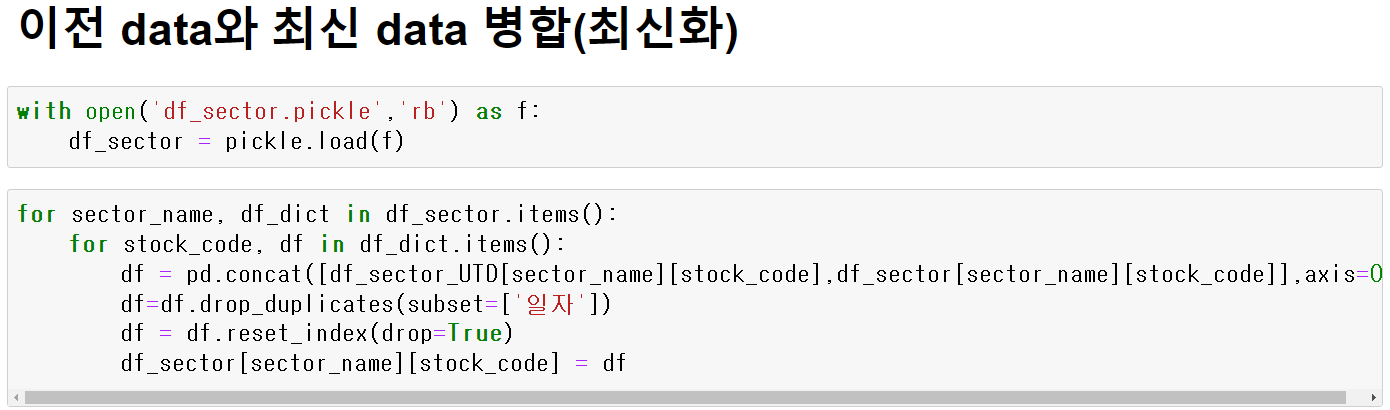 이전 data와 최신 data 병합(최신화)
with open('df_sector.pickle','rb') as f:
    df_sector = pickle.load(f)
for sector_name, df_dict in df_sector.items():
    for stock_code, df in df_dict.items():
        df = pd.concat([df_sector_UTD[sector_name][stock_code],df_sector[sector_name][stock_code]],axis=0
        df=df.drop_duplicates(subset=['일자'])
        df = df.reset_index(drop=True)
        df_sector[sector_name][stock_code] = df